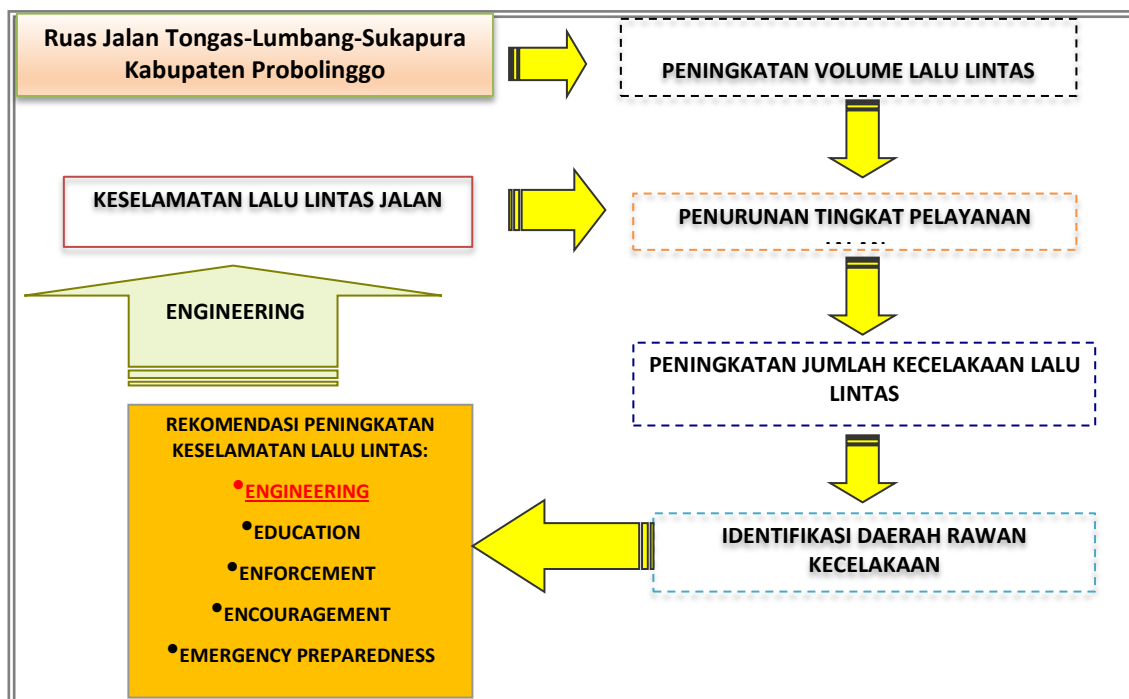 Ruas Jalan Tongas-Lumbang-Sukapura
Kabupaten Probolinggo
PENINGKATAN VOLUME LALU LINTAS
KESELAMATAN LALU LINTAS JALAN
PENURUNAN TINGKAT PELAYANAN
ENGINEERING
PENINGKATAN JUMLAH KECELAKAAN LALU
LINTAS
REKOMENDASI PENINGKATAN
KESELAMATAN LALU LINTAS:
•ENGINEERING
•EDUCATION
•ENFORCEMENT
•ENCOURAGEMENT
•EMERGENCY PREPAREDNESS
IDENTIFIKASI DAERAH RAWAN
KECELAKAAN